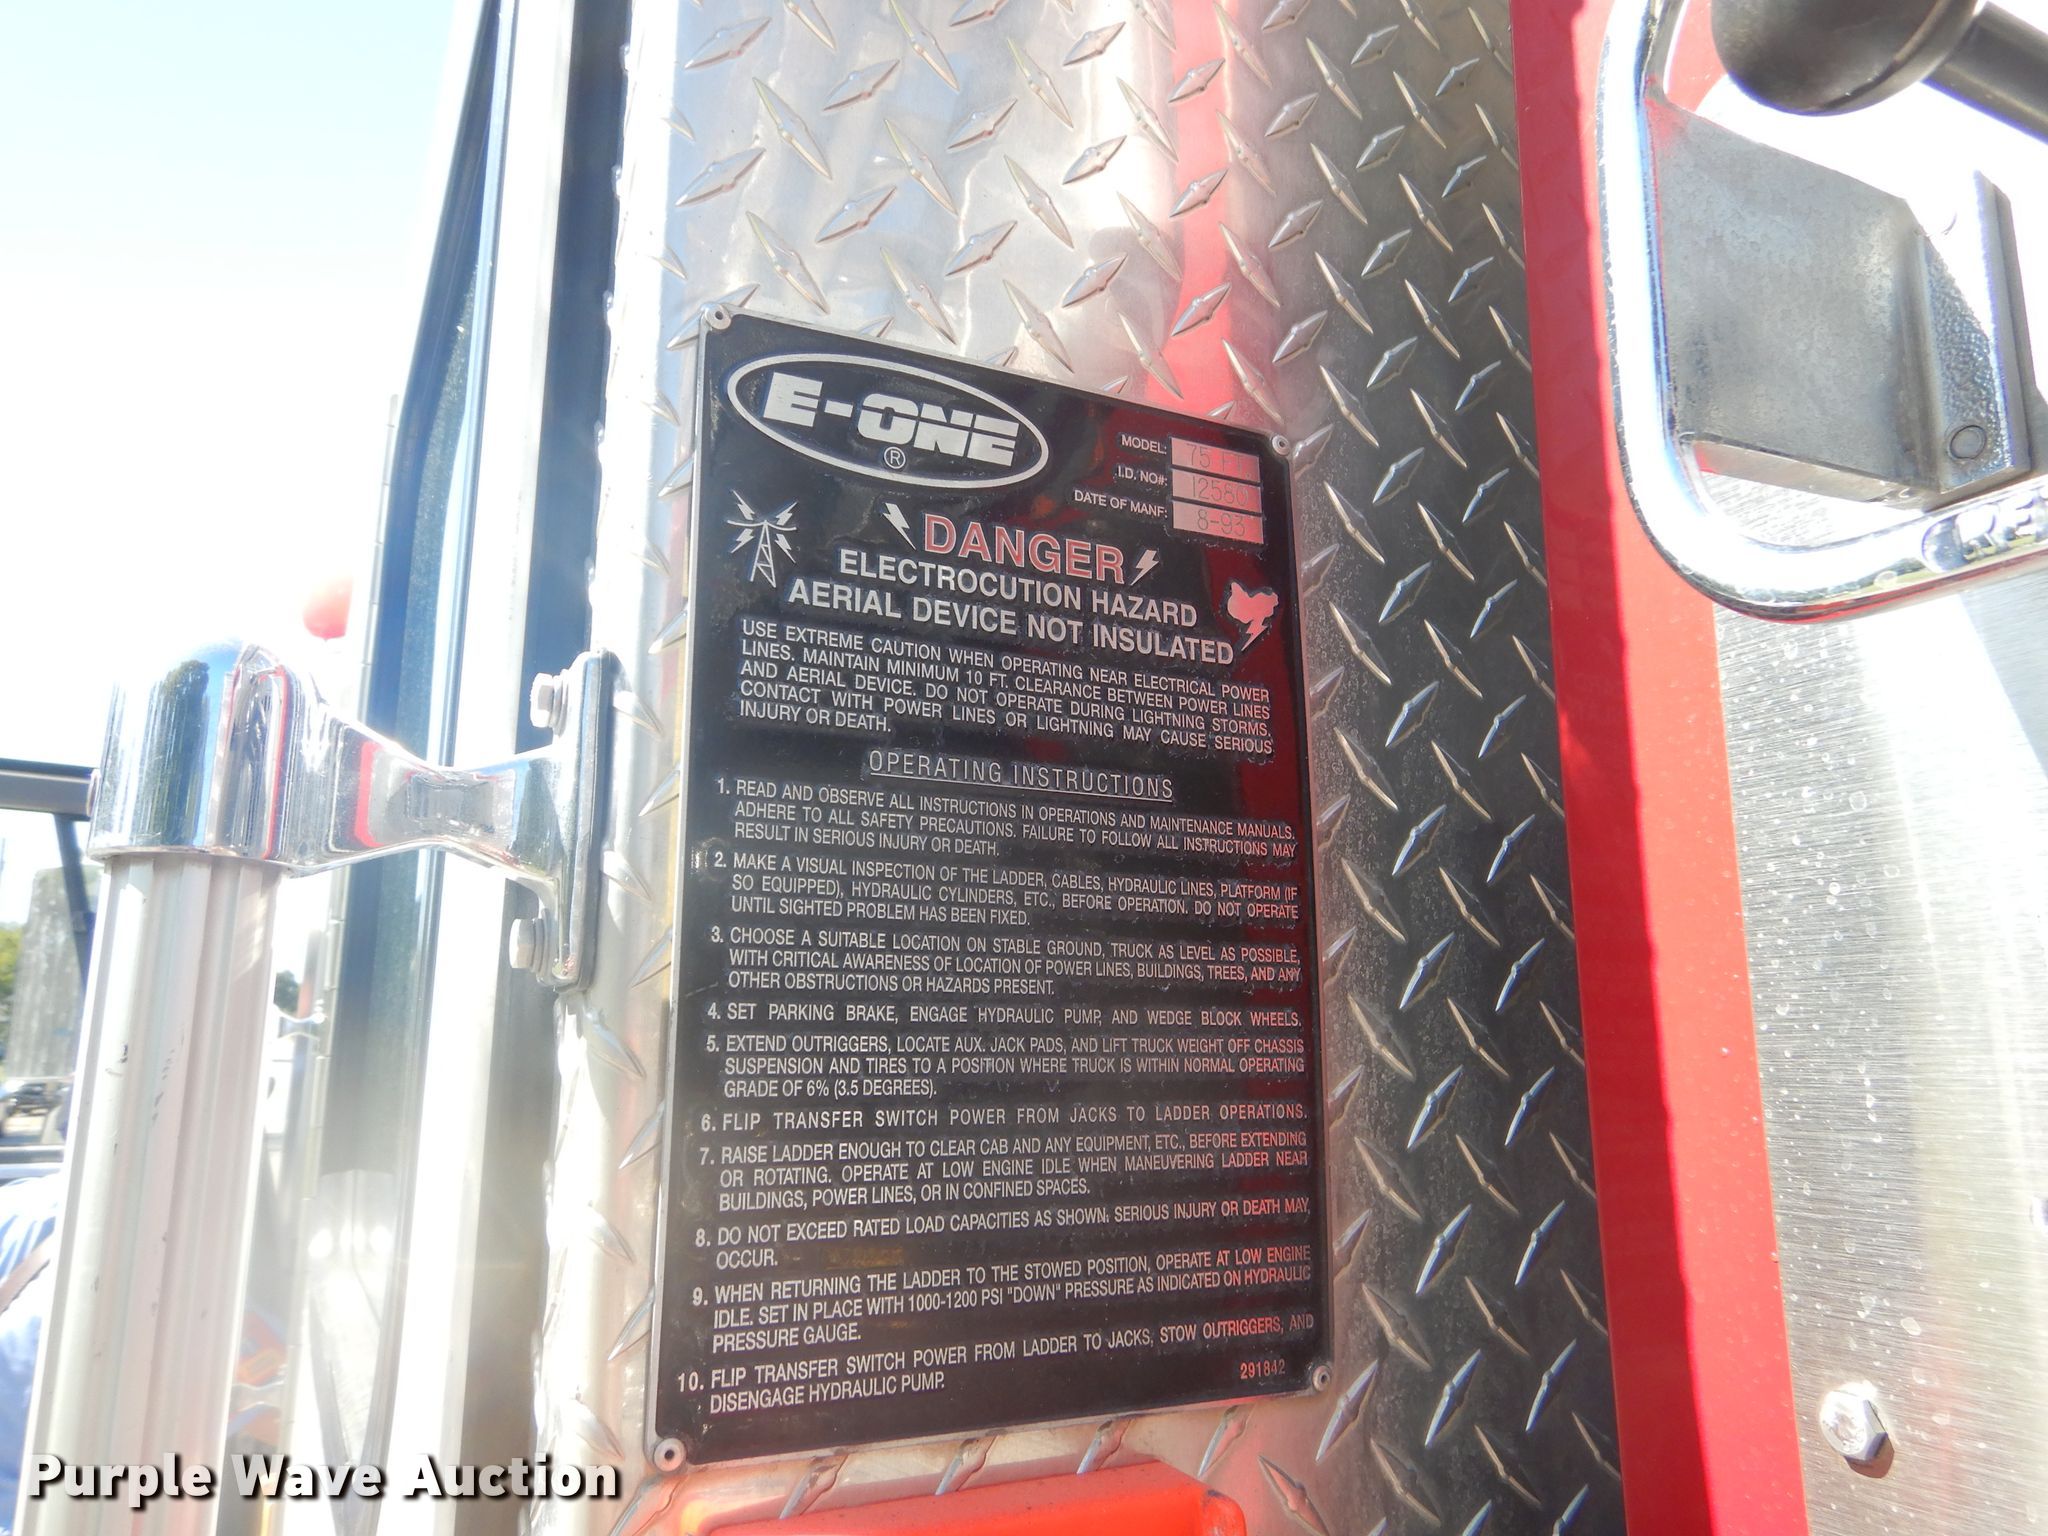 E-ONE
®
MODEL: 75 FT
I.D. NO#: 12580
DATE OF MANF: 8-93
DANGER
ELECTROCUTION HAZARD
AERIAL DEVICE NOT INSULATED
USE EXTREME CAUTION WHEN OPERATING NEAR ELECTRICAL POWER
LINES. MAINTAIN MINIMUM 10 FT. CLEARANCE BETWEEN POWER LINES
AND AERIAL DEVICE. DO NOT OPERATE DURING LIGHTNING STORMS.
CONTACT WITH POWER LINES OR LIGHTNING MAY CAUSE SERIOUS
INJURY OR DEATH.
OPERATING INSTRUCTIONS
1. READ AND OBSERVE ALL INSTRUCTIONS IN OPERATIONS AND MAINTENANCE MANUALS.
ADHERE TO ALL SAFETY PRECAUTIONS. FAILURE TO FOLLOW ALL INSTRUCTIONS MAY
RESULT IN SERIOUS INJURY OR DEATH.
2. MAKE A VISUAL INSPECTION OF THE LADDER, CABLES, HYDRAULIC LINES, PLATFORM (IF
SO EQUIPPED), HYDRAULIC CYLINDERS, ETC., BEFORE OPERATION. DO NOT OPERATE
UNTIL SIGHTED PROBLEM HAS BEEN FIXED.
3. CHOOSE A SUITABLE LOCATION ON STABLE GROUND, TRUCK AS LEVEL AS POSSIBLE,
WITH CRITICAL AWARENESS OF LOCATION OF POWER LINES, BUILDINGS, TREES, AND ANY
OTHER OBSTRUCTIONS OR HAZARDS PRESENT.
4. SET PARKING BRAKE, ENGAGE HYDRAULIC PUMP, AND WEDGE BLOCK WHEELS.
5. EXTEND OUTRIGGERS, LOCATE AUX. JACK PADS, AND LIFT TRUCK WEIGHT OFF CHASSIS
SUSPENSION AND TIRES TO A POSITION WHERE TRUCK IS WITHIN NORMAL OPERATING
GRADE OF 6% (3.5 DEGREES).
6. FLIP TRANSFER SWITCH POWER FROM JACKS TO LADDER OPERATIONS.
7. RAISE LADDER ENOUGH TO CLEAR CAB AND ANY EQUIPMENT, ETC., BEFORE EXTENDING
OR ROTATING. OPERATE AT LOW ENGINE IDLE WHEN MANEUVERING LADDER NEAR
BUILDINGS, POWER LINES, OR IN CONFINED SPACES.
8. DO NOT EXCEED RATED LOAD CAPACITIES AS SHOWN: SERIOUS INJURY OR DEATH MAY
OCCUR.
9. WHEN RETURNING THE LADDER TO THE STOWED POSITION, OPERATE AT LOW ENGINE
IDLE. SET IN PLACE WITH 1000-1200 PSI "DOWN" PRESSURE AS INDICATED ON HYDRAULIC
PRESSURE GAUGE.
10. FLIP TRANSFER SWITCH POWER FROM LADDER TO JACKS, STOW OUTRIGGERS, AND
DISENGAGE HYDRAULIC PUMP.
291842
Purple Wave Auction